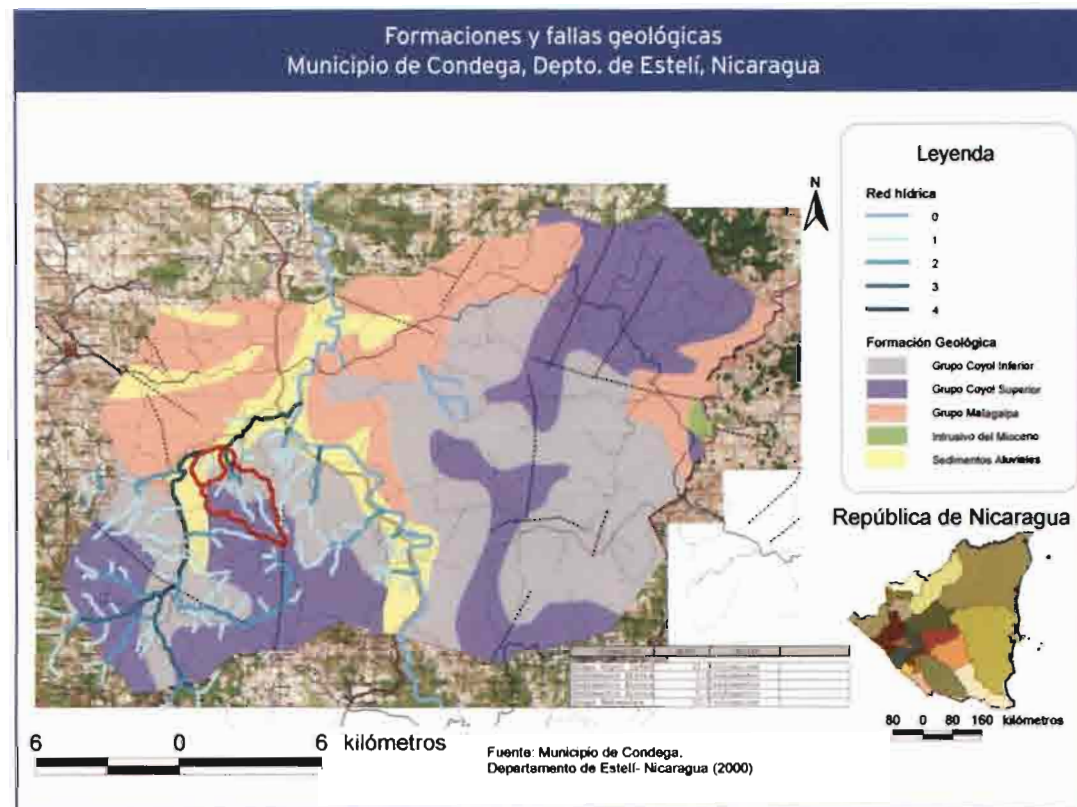 Formaciones y fallas geológicas
Municipio de Condega, Depto. de Estelí, Nicaragua
Leyenda
Red hídrica
0
1
2
3
4
Formación Geológica
Grupo Coyol Inferior
Grupo Coyol Superior
Grupo Matagalpa
Intrusivo del Mioceno
Sedimentos Aluviales
N
República de Nicaragua
80 0 80 160 kilómetros
6 0 6 kilómetros
Fuente: Municipio de Condega.
Departamento de Estelí- Nicaragua (2000)